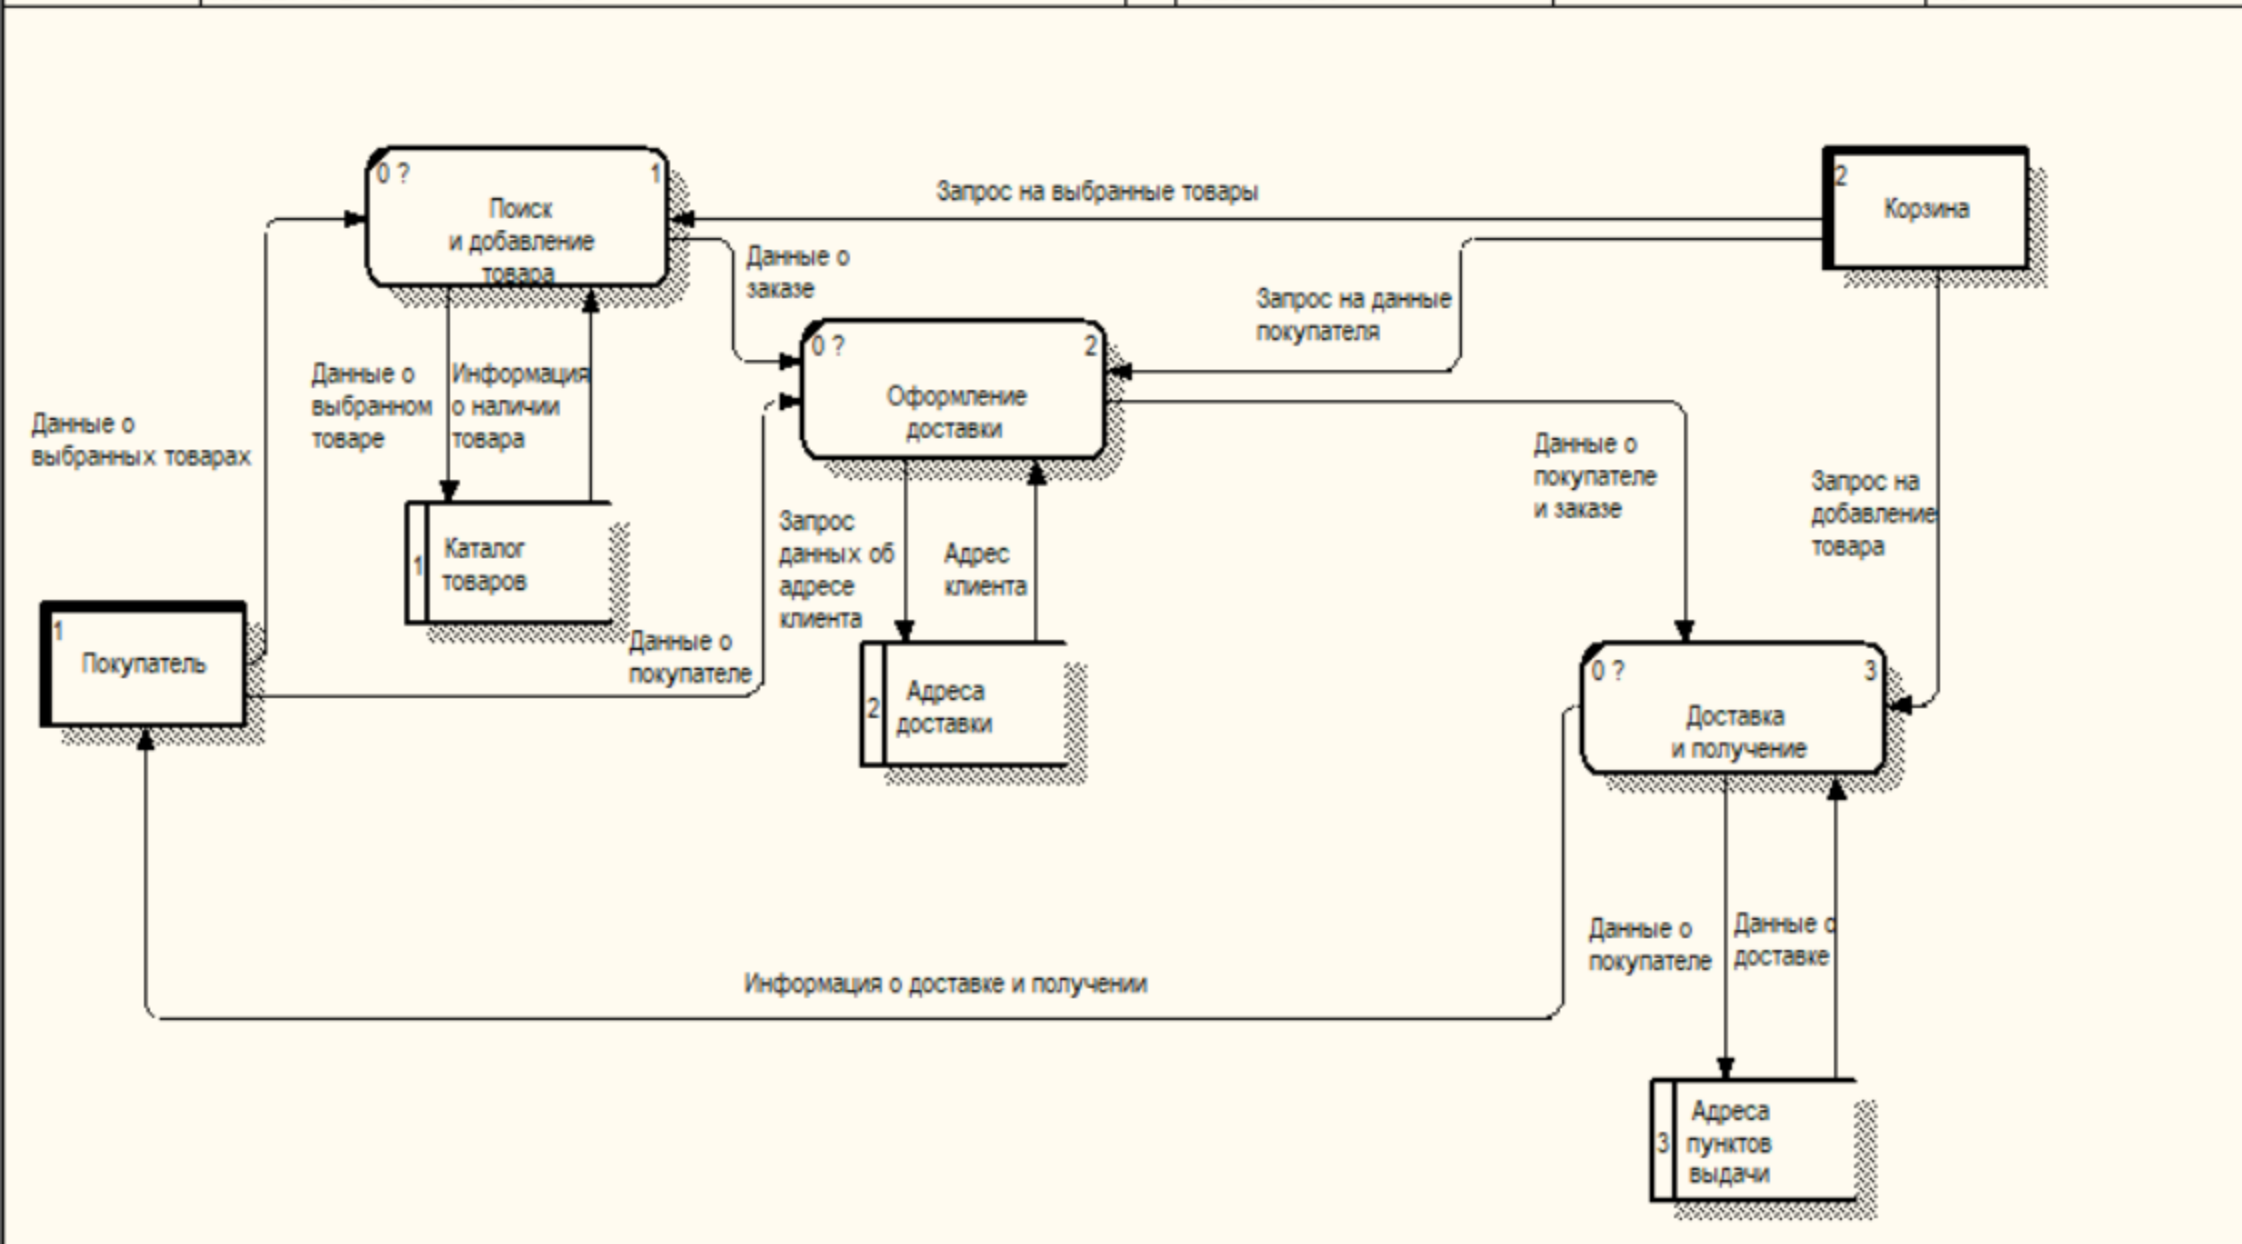 0 ?
1
Поиск
и добавление
товара
Запрос на выбранные товары
2
Корзина
Данные о
заказе
Запрос на данные
покупателя
0 ?
2
Оформление
доставки
Данные о
выбранном
товаре
Информация
о наличии
товара
Данные о
выбранных товарах
Данные о
покупателе
и заказе
Запрос на
добавление
товара
1
Каталог
товаров
Запрос
данных об
адресе
клиента
Адрес
клиента
1
Покупатель
Данные о
покупателе
2
Адреса
доставки
0 ?
3
Доставка
и получение
Данные о
покупателе
Данные о
доставке
Информация о доставке и получении
3
Адреса
пунктов
выдачи